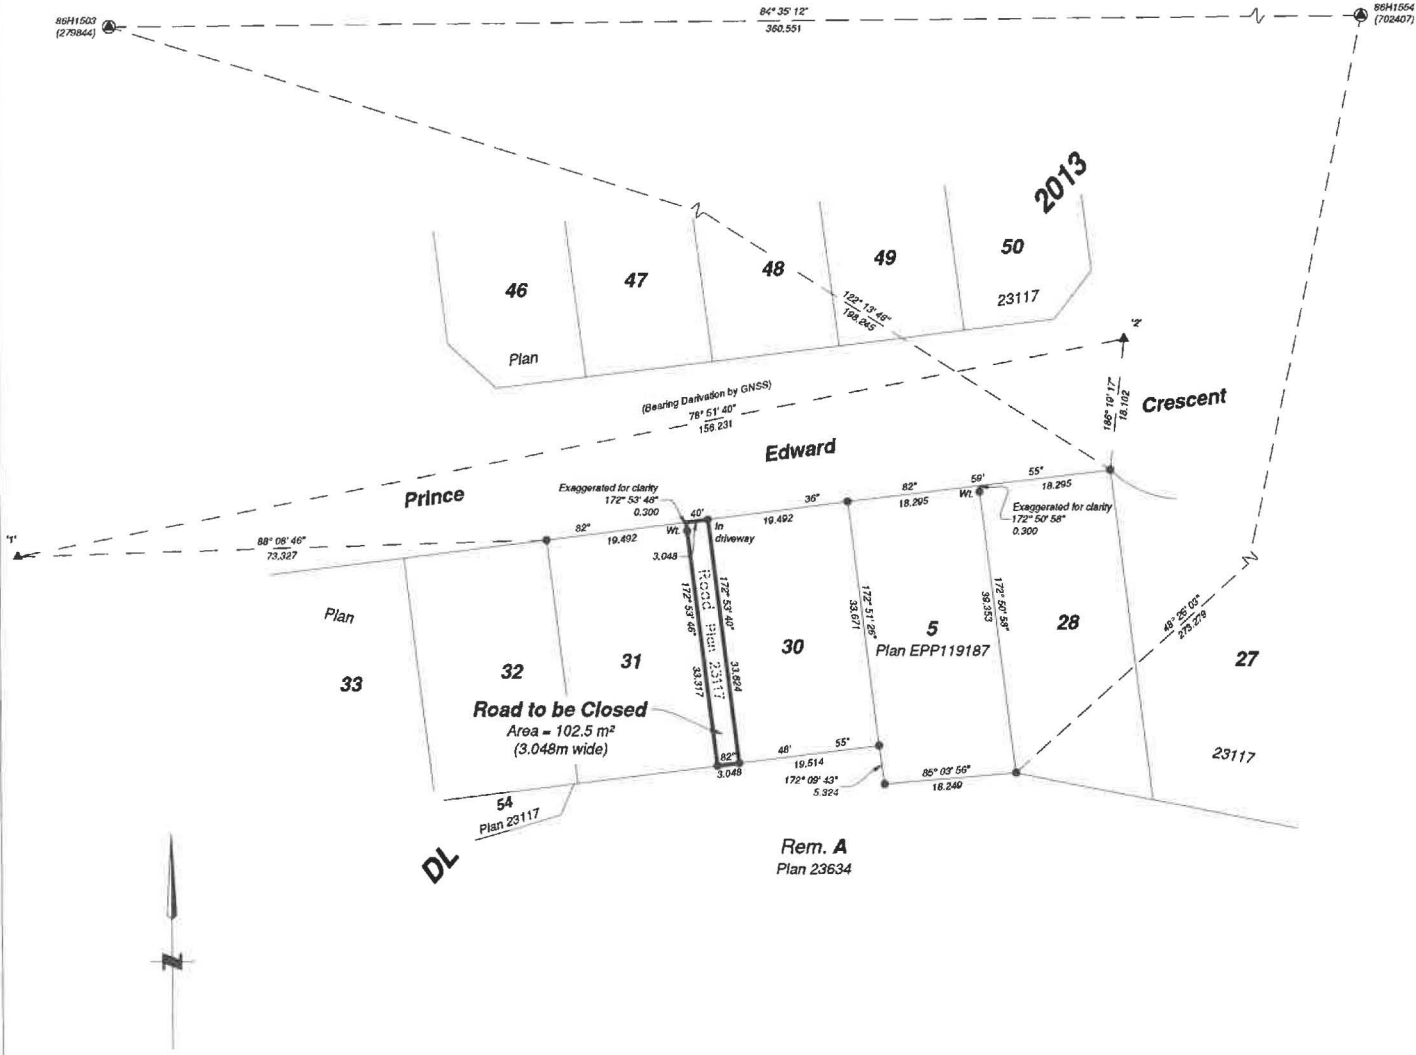 86H1503
(279844)
84° 35' 12"
360.551
86H1554
(702407)
2013
46
47
48
49
50
23117
Plan
122° 13' 46"
198.245
'2'
(Bearing Derivation by GNSS)
78° 51' 40"
156.231
186° 19' 17"
18.102
Crescent
Edward
Prince
'1'
88° 08' 46"
73.327
Exaggerated for clarity
172° 53' 48"
0.300
82°
19.492
40'
Wt.
In
driveway
3.048
36"
19.492
82°
18.295
59'
Wt.
55"
18.295
Exaggerated for clarity
172° 50' 58"
0.300
Plan
33
32
31
172° 53' 46"
33.317
Road Plan 23117
172° 53' 40"
33.624
30
172° 51' 26"
33.671
5
Plan EPP119187
172° 50' 58"
39.353
28
48° 26' 03"
273.279
27
23117
Road to be Closed
Area = 102.5 m²
(3.048m wide)
82°
3.048
48'
55"
19.514
172° 09' 43"
5.324
85° 03' 56"
18.249
54
Plan 23117
DL
Rem. A
Plan 23634
N